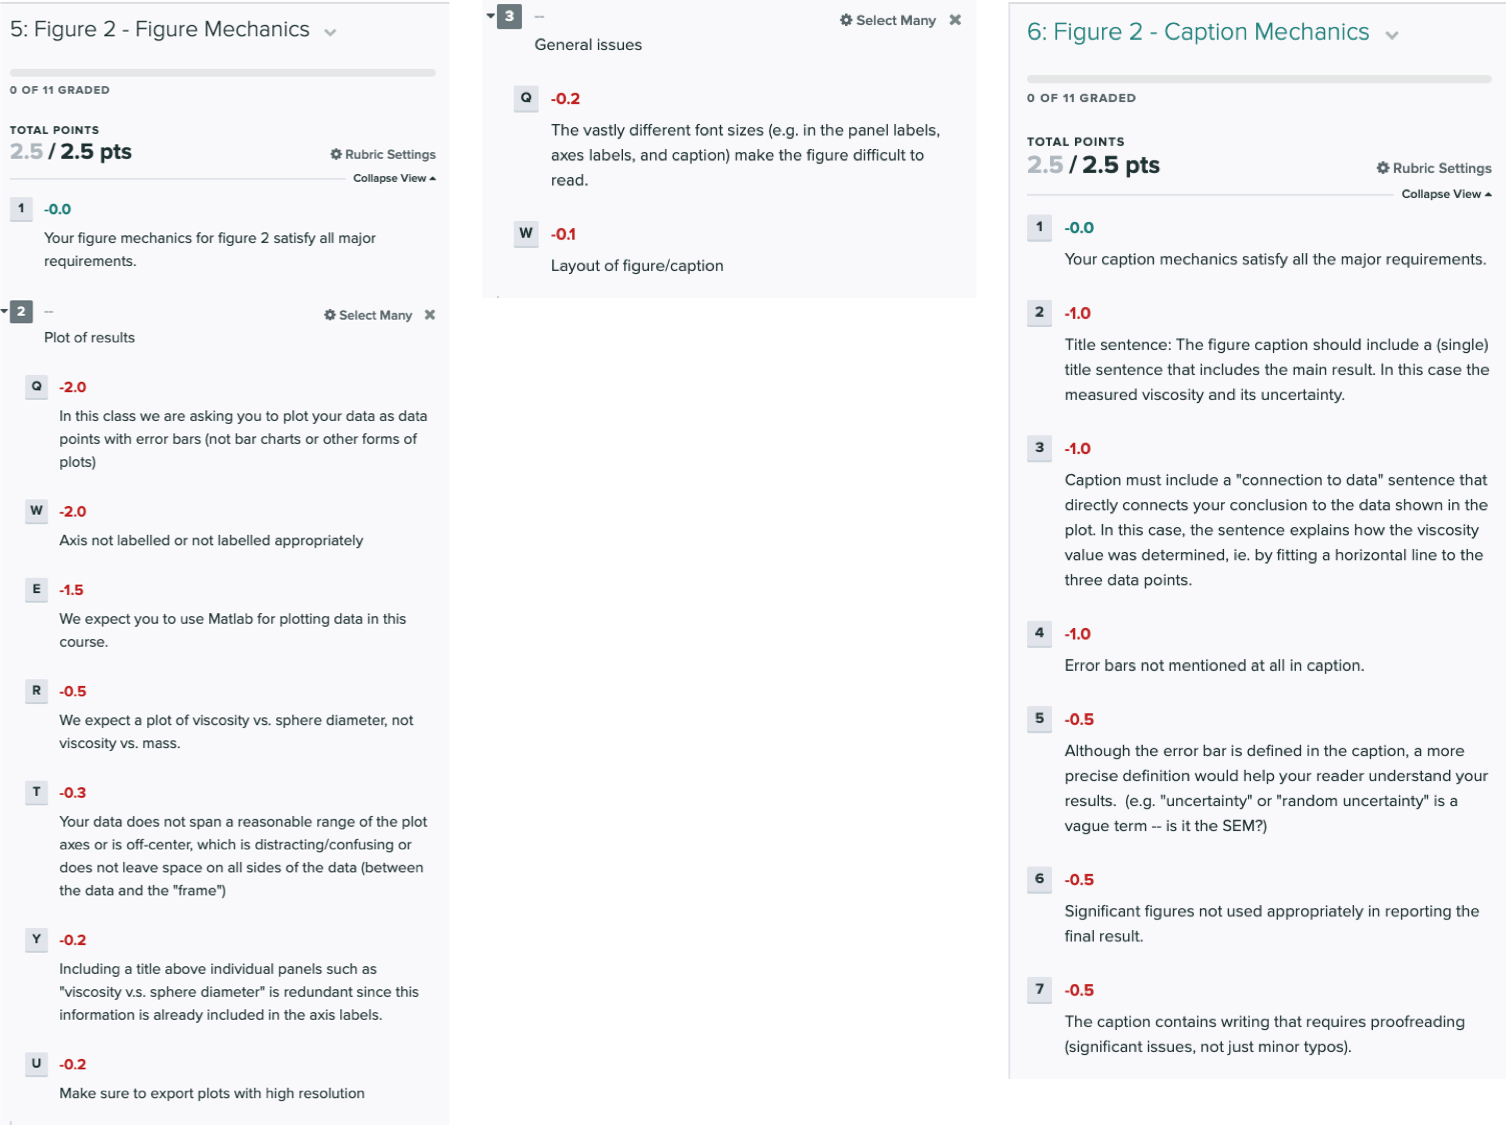 5: Figure 2 - Figure Mechanics
0 OF 11 GRADED
TOTAL POINTS
2.5 / 2.5 pts
Rubric Settings
Collapse View
1 -0.0
Your figure mechanics for figure 2 satisfy all major
requirements.
2 -- Select Many
Plot of results
Q -2.0
In this class we are asking you to plot your data as data
points with error bars (not bar charts or other forms of
plots)
W -2.0
Axis not labelled or not labelled appropriately
E -1.5
We expect you to use Matlab for plotting data in this
course.
R -0.5
We expect a plot of viscosity vs. sphere diameter, not
viscosity vs. mass.
T -0.3
Your data does not span a reasonable range of the plot
axes or is off-center, which is distracting/confusing or
does not leave space on all sides of the data (between
the data and the "frame")
Y -0.2
Including a title above individual panels such as
"viscosity v.s. sphere diameter" is redundant since this
information is already included in the axis labels.
U -0.2
Make sure to export plots with high resolution
3 -- Select Many
General issues
Q -0.2
The vastly different font sizes (e.g. in the panel labels,
axes labels, and caption) make the figure difficult to
read.
W -0.1
Layout of figure/caption
6: Figure 2 - Caption Mechanics
0 OF 11 GRADED
TOTAL POINTS
2.5 / 2.5 pts
Rubric Settings
Collapse View
1 -0.0
Your caption mechanics satisfy all the major requirements.
2 -1.0
Title sentence: The figure caption should include a (single)
title sentence that includes the main result. In this case the
measured viscosity and its uncertainty.
3 -1.0
Caption must include a "connection to data" sentence that
directly connects your conclusion to the data shown in the
plot. In this case, the sentence explains how the viscosity
value was determined, ie. by fitting a horizontal line to the
three data points.
4 -1.0
Error bars not mentioned at all in caption.
5 -0.5
Although the error bar is defined in the caption, a more
precise definition would help your reader understand your
results.  (e.g. "uncertainty" or "random uncertainty" is a
vague term -- is it the SEM?)
6 -0.5
Significant figures not used appropriately in reporting the
final result.
7 -0.5
The caption contains writing that requires proofreading
(significant issues, not just minor typos).